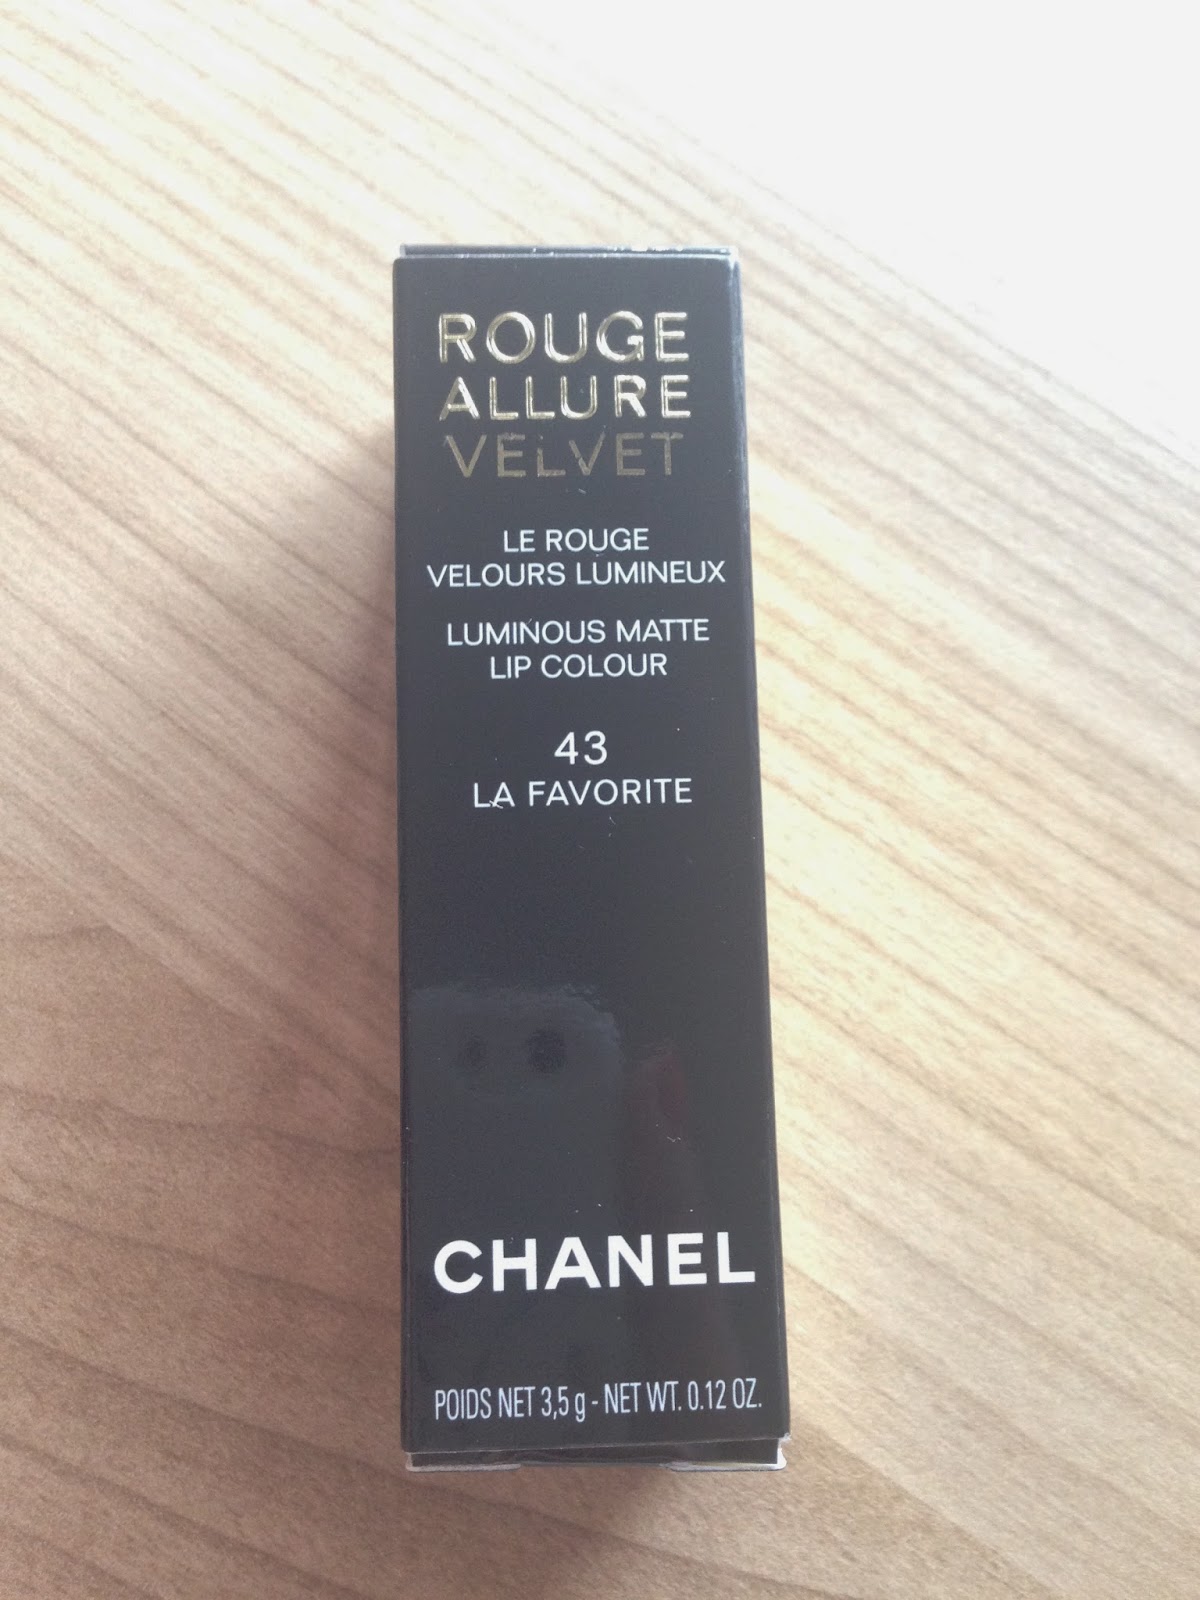 ROUGE
ALLURE
VELVET
LE ROUGE
VELOURS LUMINEUX
LUMINOUS MATTE
LIP COLOUR
43
LA FAVORITE
CHANEL
POIDS NET 3,5 g - NET WT. 0.12 OZ.